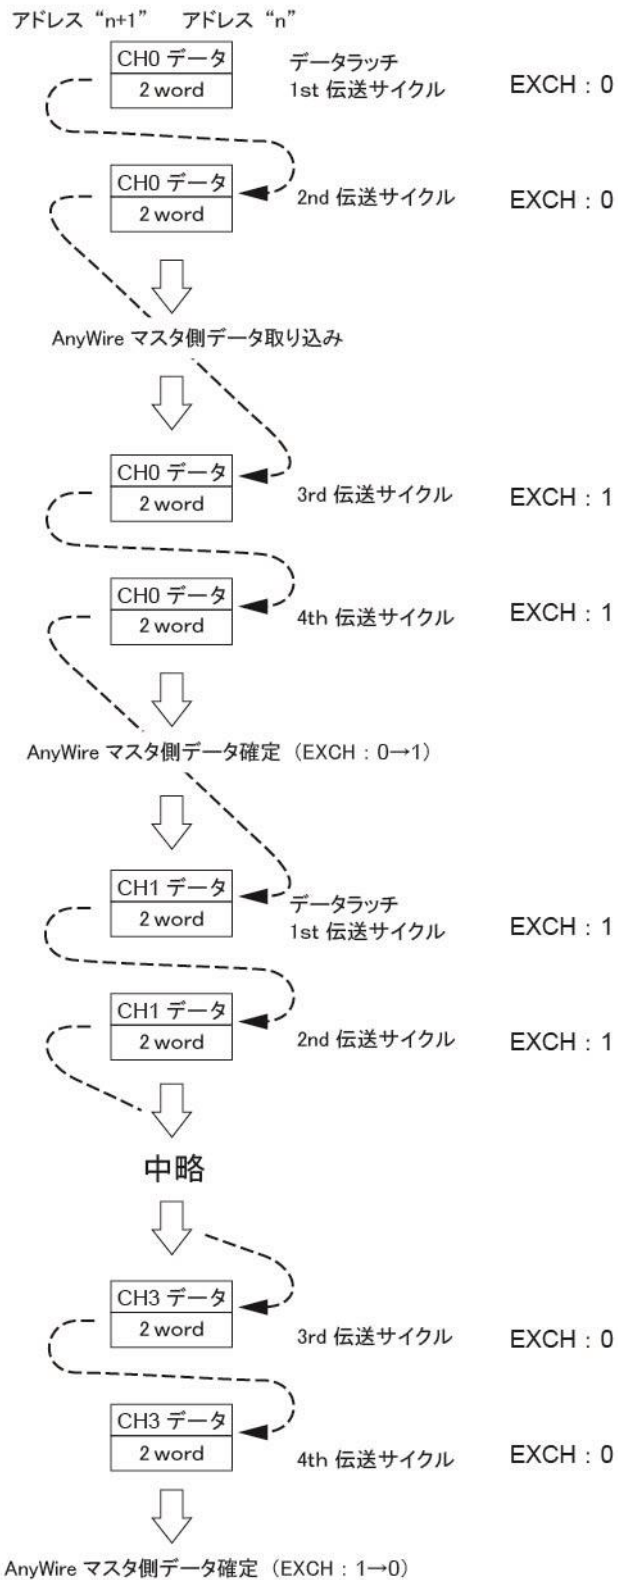 アドレス “n+1” アドレス “n”
CH0 データ
2 word
データラッチ
1st 伝送サイクル
EXCH : 0
CH0 データ
2 word
2nd 伝送サイクル
EXCH : 0
AnyWire マスタ側データ取り込み
CH0 データ
2 word
3rd 伝送サイクル
EXCH : 1
CH0 データ
2 word
4th 伝送サイクル
EXCH : 1
AnyWire マスタ側データ確定 (EXCH : 0→1)
CH1 データ
2 word
データラッチ
1st 伝送サイクル
EXCH : 1
CH1 データ
2 word
2nd 伝送サイクル
EXCH : 1
中略
CH3 データ
2 word
3rd 伝送サイクル
EXCH : 0
CH3 データ
2 word
4th 伝送サイクル
EXCH : 0
AnyWire マスタ側データ確定 (EXCH : 1→0)